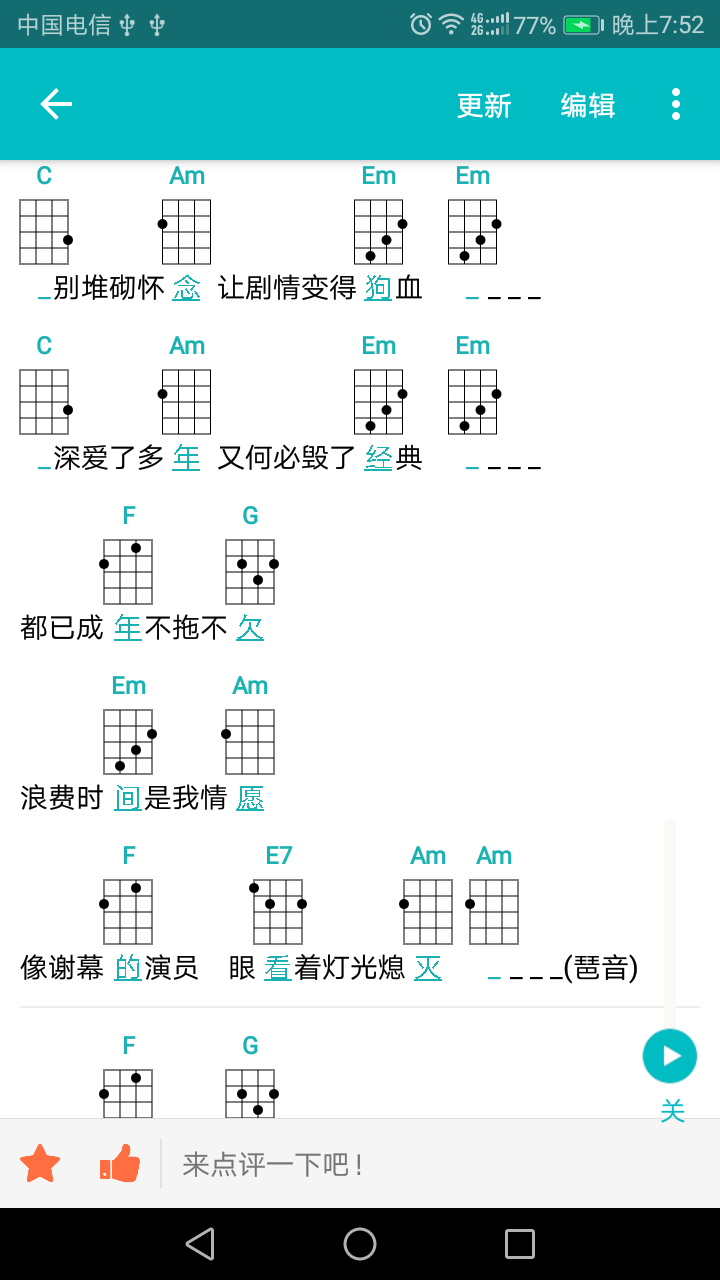 中国电信 4G 2G 77% 晚上7:52
更新 编辑
C Am Em Em
_别堆砌怀念 让剧情变得狗血 _ _ _ _
C Am Em Em
_深爱了多年 又何必毁了经典 _ _ _ _
F G
都已成年不拖不欠
Em Am
浪费时间是我情愿
F E7 Am Am
像谢幕的演员 眼看着灯光熄灭 _ _ _ _(琶音)
F G
关
来点评一下吧!